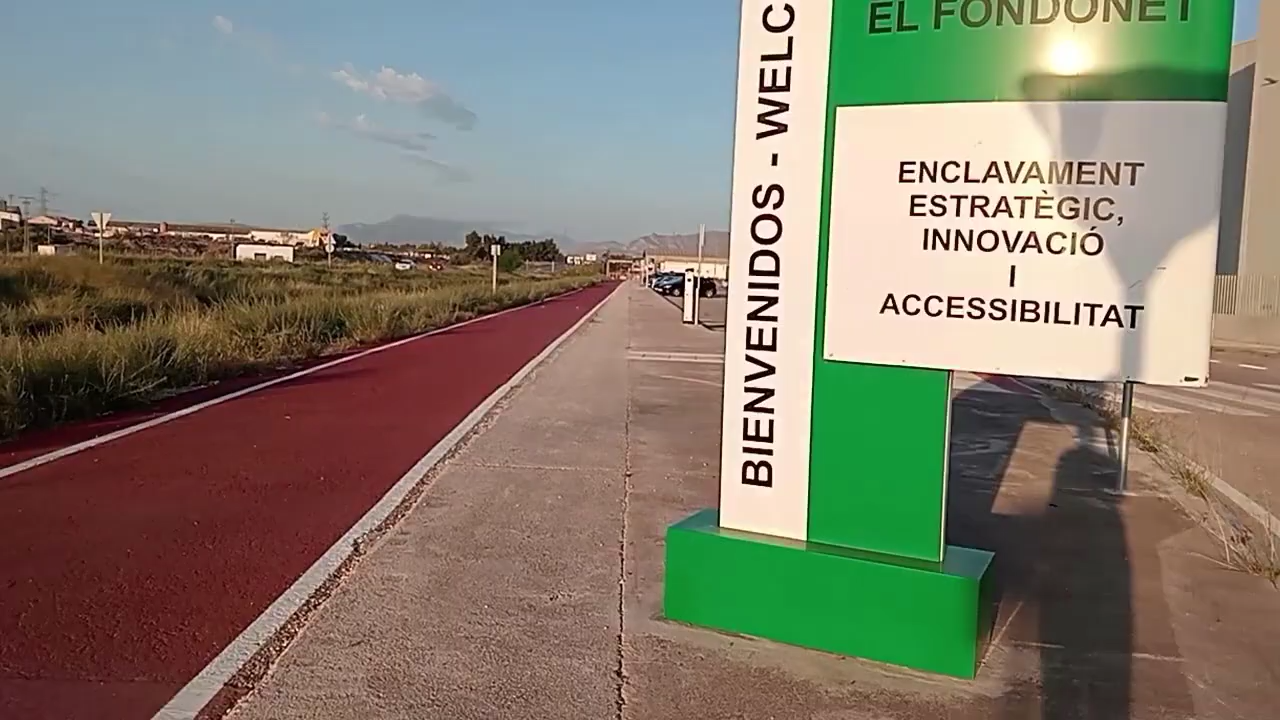 EL FONDONET
BIENVENIDOS - WELC
ENCLAVAMENT
ESTRATÈGIC,
INNOVACIÓ
I
ACCESSIBILITAT